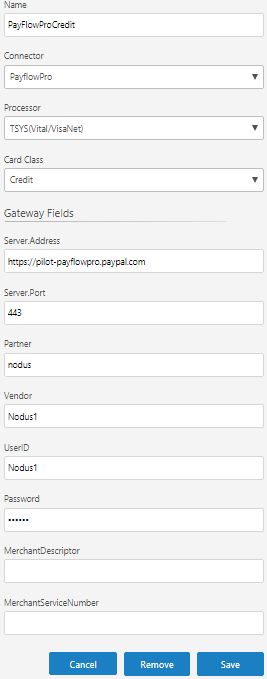 Name
PayFlowProCredit
Connector
PayflowPro
Processor
TSYS(Vital/VisaNet)
Card Class
Credit
Gateway Fields
Server.Address
https://pilot-payflowpro.paypal.com
Server.Port
443
Partner
nodus
Vendor
Nodus1
UserID
Nodus1
Password
••••••
MerchantDescriptor
MerchantServiceNumber
Cancel Remove Save